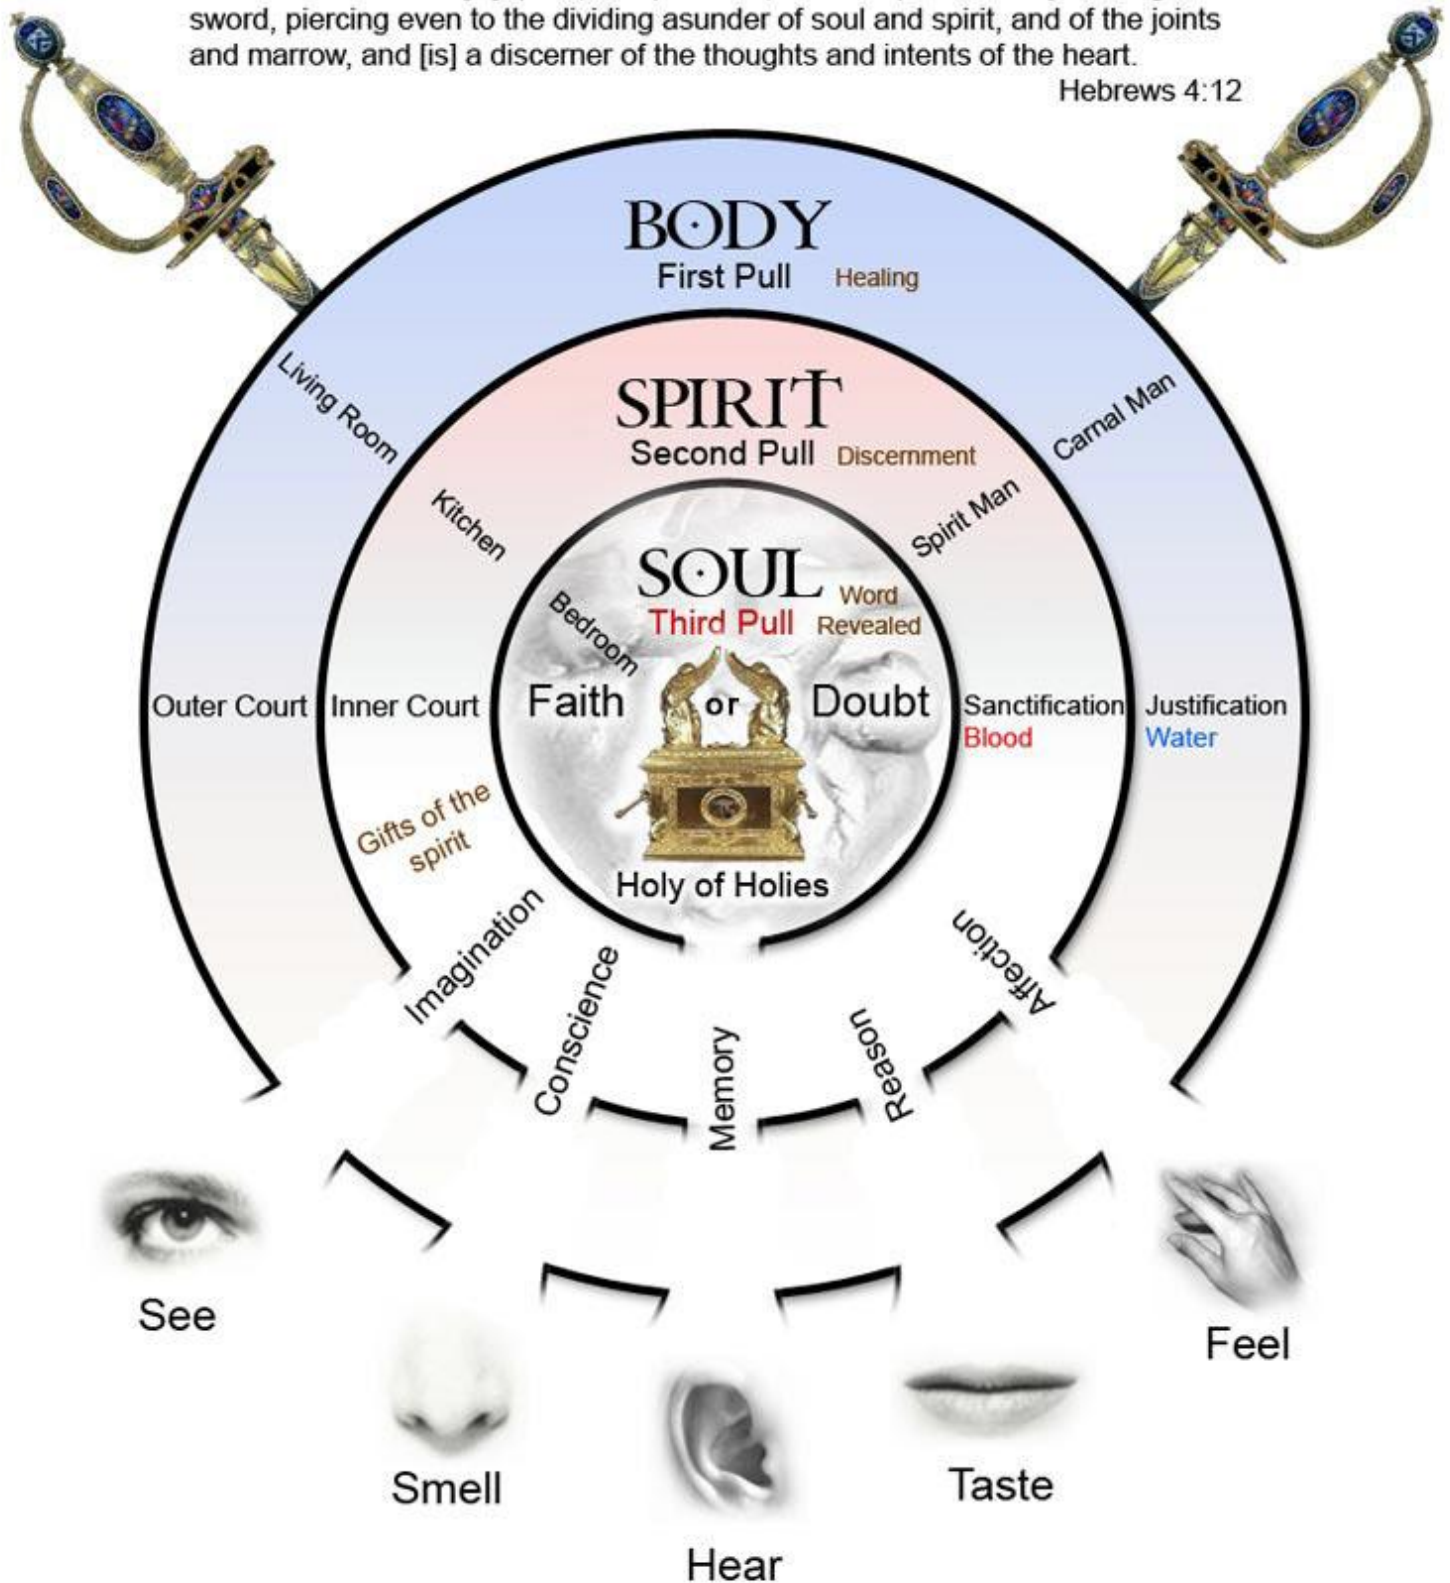 sword, piercing even to the dividing asunder of soul and spirit, and of the joints
and marrow, and [is] a discerner of the thoughts and intents of the heart.
Hebrews 4:12
BODY
First Pull Healing
Living Room
Carnal Man
SPIRIT
Second Pull Discernment
Kitchen
Spirit Man
SOUL
Third Pull
Word
Revealed
Bedroom
Outer Court
Inner Court
Faith or Doubt
Sanctification
Blood
Justification
Water
Gifts of the
spirit
Holy of Holies
Imagination
Conscience
Memory
Reason
Affection
See
Smell
Hear
Taste
Feel